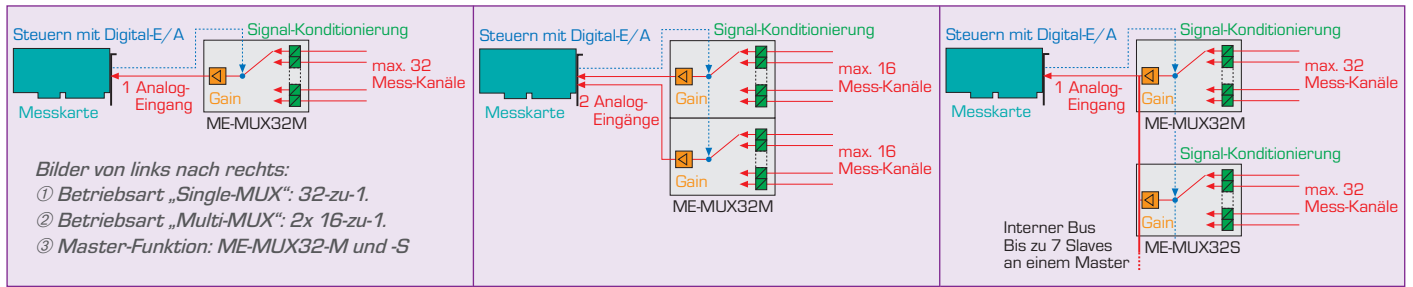 Steuern mit Digital-E/A
Signal-Konditionierung
max. 32
Mess-Kanäle
1 Analog-
Eingang
Gain
Messkarte
ME-MUX32M
Bilder von links nach rechts:
① Betriebsart „Single-MUX“: 32-zu-1.
② Betriebsart „Multi-MUX“: 2x 16-zu-1.
③ Master-Funktion: ME-MUX32-M und -S
Steuern mit Digital-E/A
Signal-Konditionierung
max. 16
Mess-Kanäle
Gain
2 Analog-
Eingänge
Messkarte
max. 16
Mess-Kanäle
Gain
ME-MUX32M
Steuern mit Digital-E/A
Signal-Konditionierung
max. 32
Mess-Kanäle
1 Analog-
Eingang
Gain
Messkarte
ME-MUX32M
Signal-Konditionierung
max. 32
Mess-Kanäle
Gain
ME-MUX32S
Interner Bus
Bis zu 7 Slaves
an einem Master